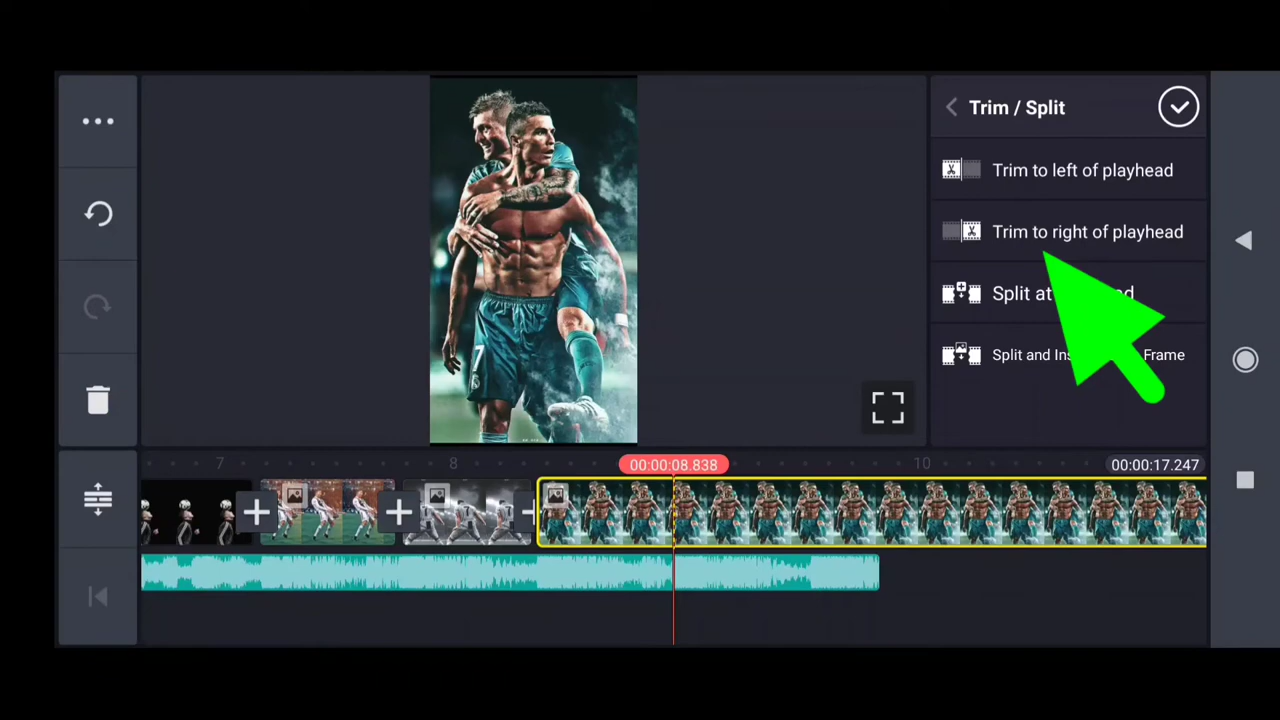 Trim / Split
Trim to left of playhead
Trim to right of playhead
Split at
Split and Frame
7
7
8
00:00:08.838
10
00:00:17.247